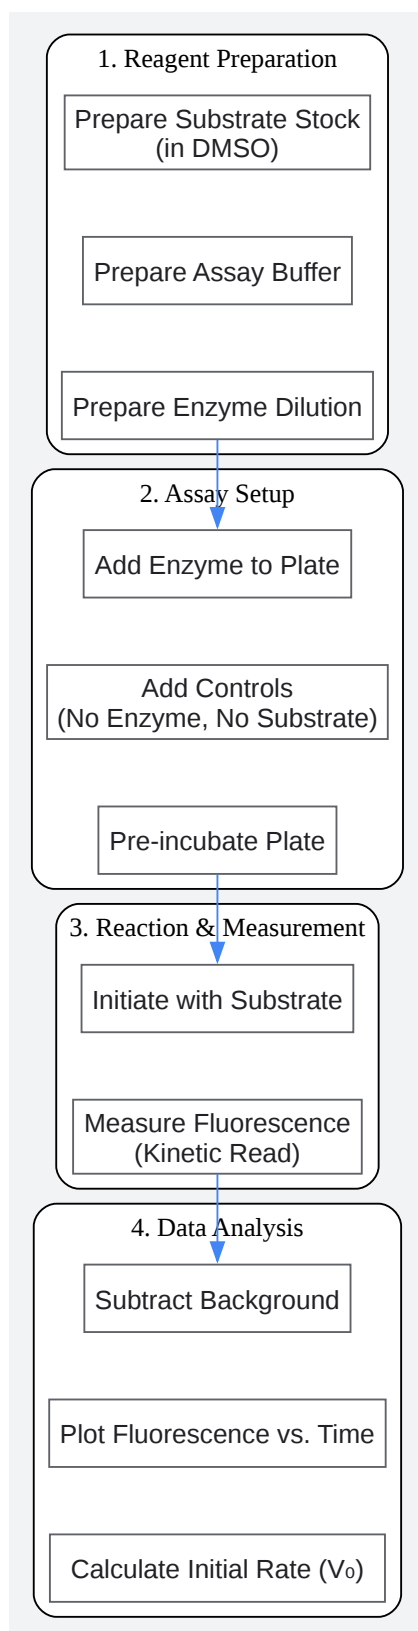 1. Reagent Preparation
Prepare Substrate Stock
(in DMSO)
Prepare Assay Buffer
Prepare Enzyme Dilution
2. Assay Setup
Add Enzyme to Plate
Add Controls
(No Enzyme, No Substrate)
Pre-incubate Plate
3. Reaction & Measurement
Initiate with Substrate
Measure Fluorescence
(Kinetic Read)
4. Data Analysis
Subtract Background
Plot Fluorescence vs. Time
Calculate Initial Rate (V₀)